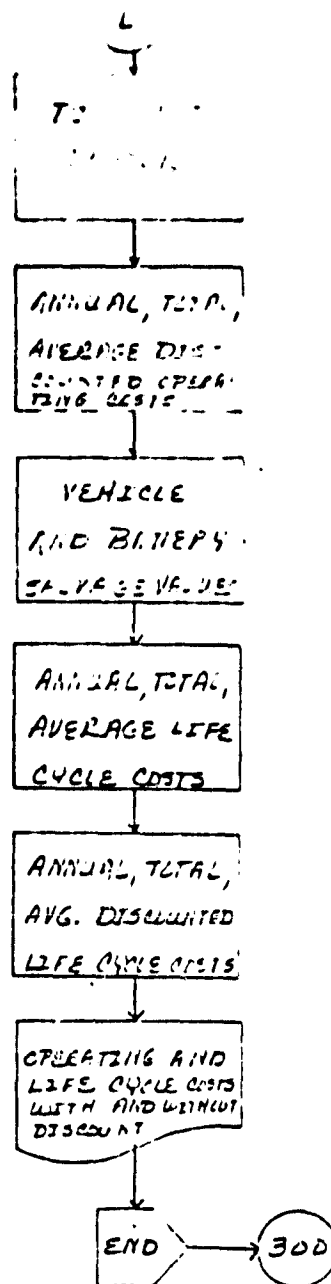 L
ANNUAL, TOTAL,
AVERAGE DIS-
COUNTED OPERA-
TING COSTS
VEHICLE
AND BATTERY
SALVAGE VALUES
ANNUAL, TOTAL,
AVERAGE LIFE
CYCLE COSTS
ANNUAL, TOTAL,
AVG. DISCOUNTED
LIFE CYCLE COSTS
OPERATING AND
LIFE CYCLE COSTS
WITH AND WITHOUT
DISCOUNT
END
300